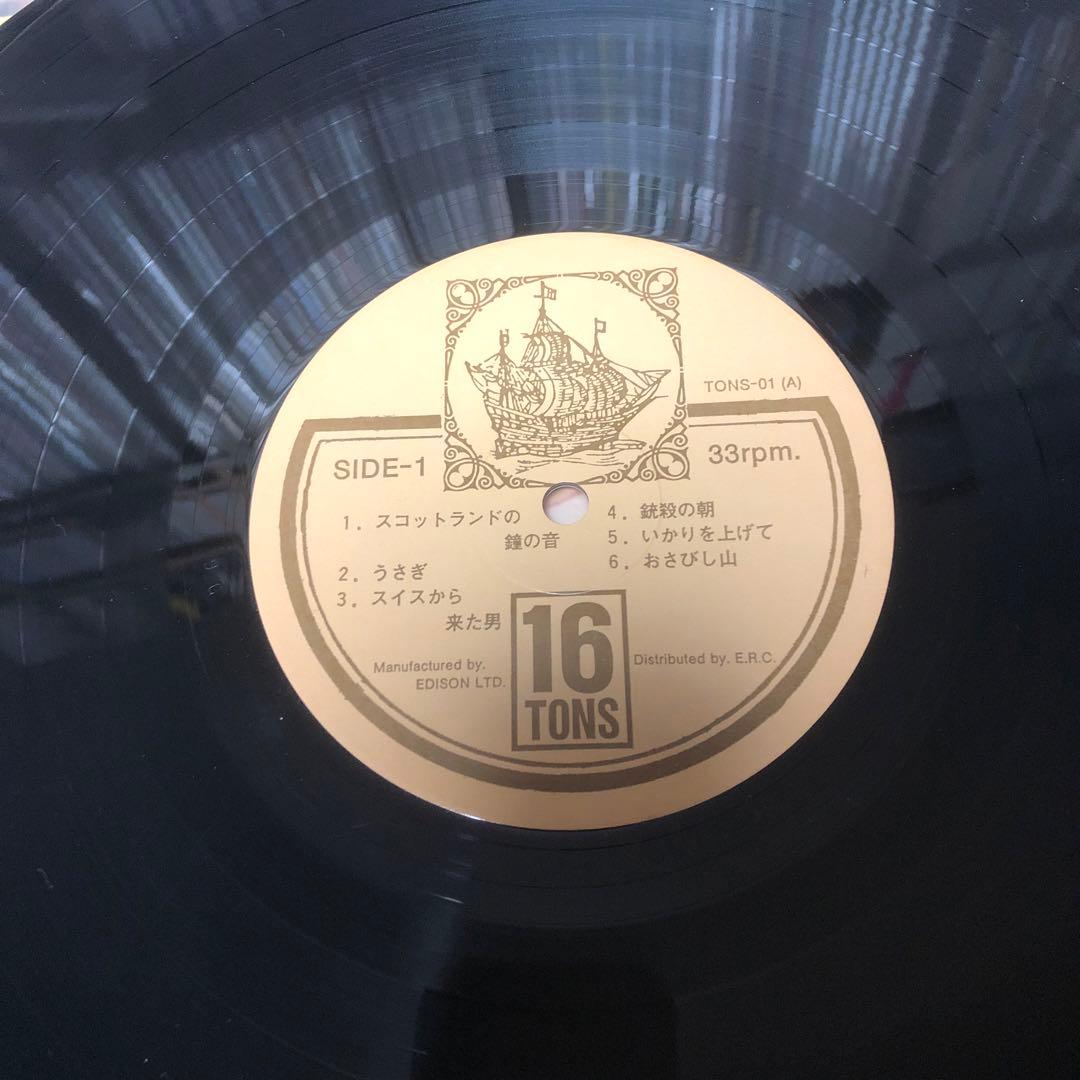 TONS-01 (A)
SIDE-1
33rpm.
1. スコットランドの
鐘の音
2. うさぎ
3. スイスから
来た男
4. 銃殺の朝
5. いかりを上げて
6. おさびし山
Manufactured by.
EDISON LTD.
16
TONS
Distributed by. E.R.C.